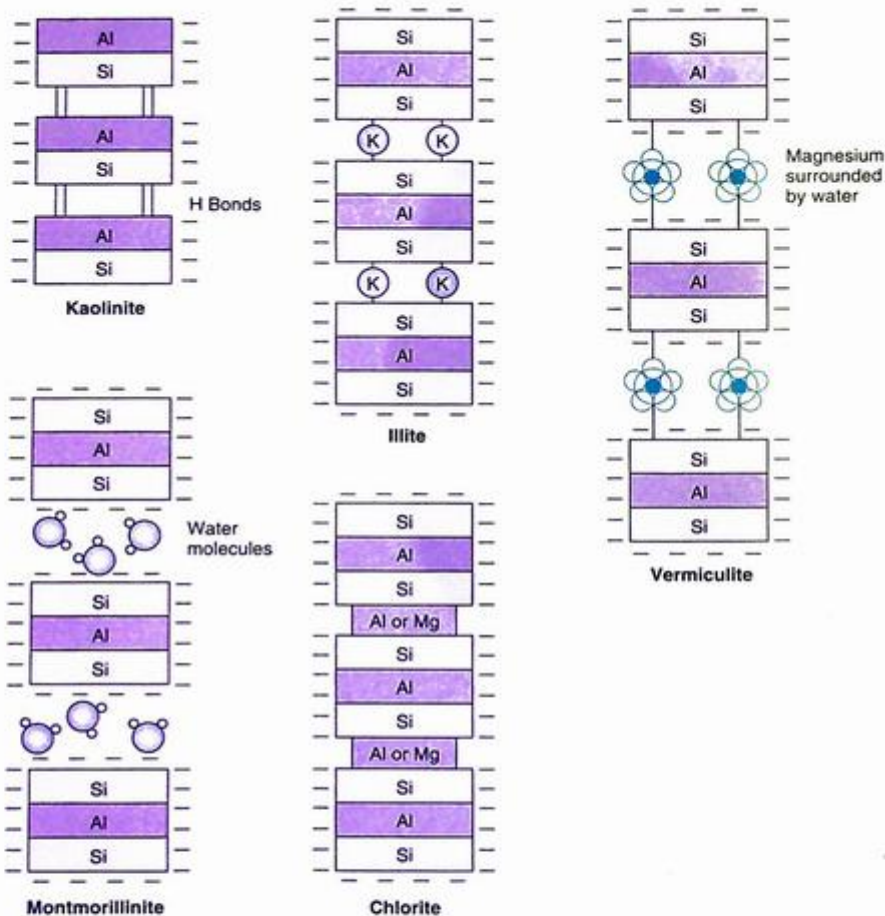 Al
Si
Al
Si
H Bonds
Al
Si
Kaolinite
Si
Al
Si
K K
Si
Al
Si
K K
Si
Al
Si
Illite
Si
Al
Si
Magnesium
surrounded
by water
Si
Al
Si
Si
Al
Si
Vermiculite
Si
Al
Si
Water
molecules
Si
Al
Si
Si
Al
Si
Montmorillinite
Si
Al
Si
Al or Mg
Si
Al
Si
Al or Mg
Si
Al
Si
Chlorite